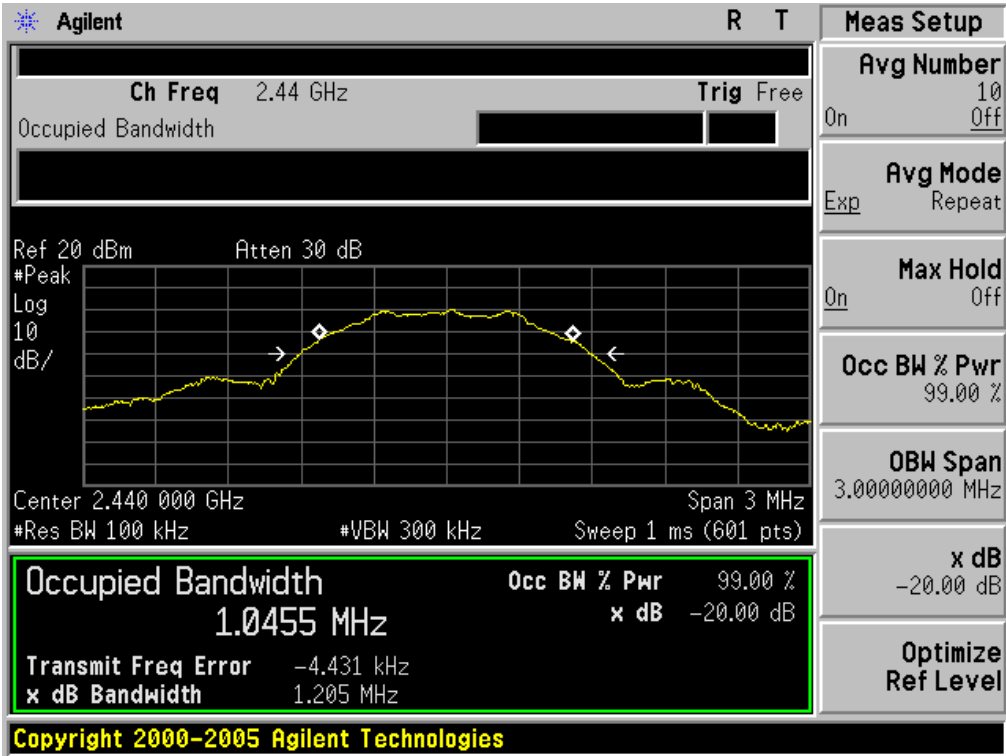 Agilent R T
Ch Freq 2.44 GHz Trig Free
Occupied Bandwidth
Ref 20 dBm Atten 30 dB
#Peak
Log
10
dB/
Center 2.440 000 GHz Span 3 MHz
#Res BW 100 kHz #VBW 300 kHz Sweep 1 ms (601 pts)
Occupied Bandwidth Occ BW % Pwr 99.00 %
1.0455 MHz x dB -20.00 dB
Transmit Freq Error -4.431 kHz
x dB Bandwidth 1.205 MHz
Copyright 2000-2005 Agilent Technologies
Meas Setup
Avg Number
10
On Off
Avg Mode
Exp Repeat
Max Hold
On Off
Occ BW % Pwr
99.00 %
OBW Span
3.00000000 MHz
x dB
-20.00 dB
Optimize
Ref Level